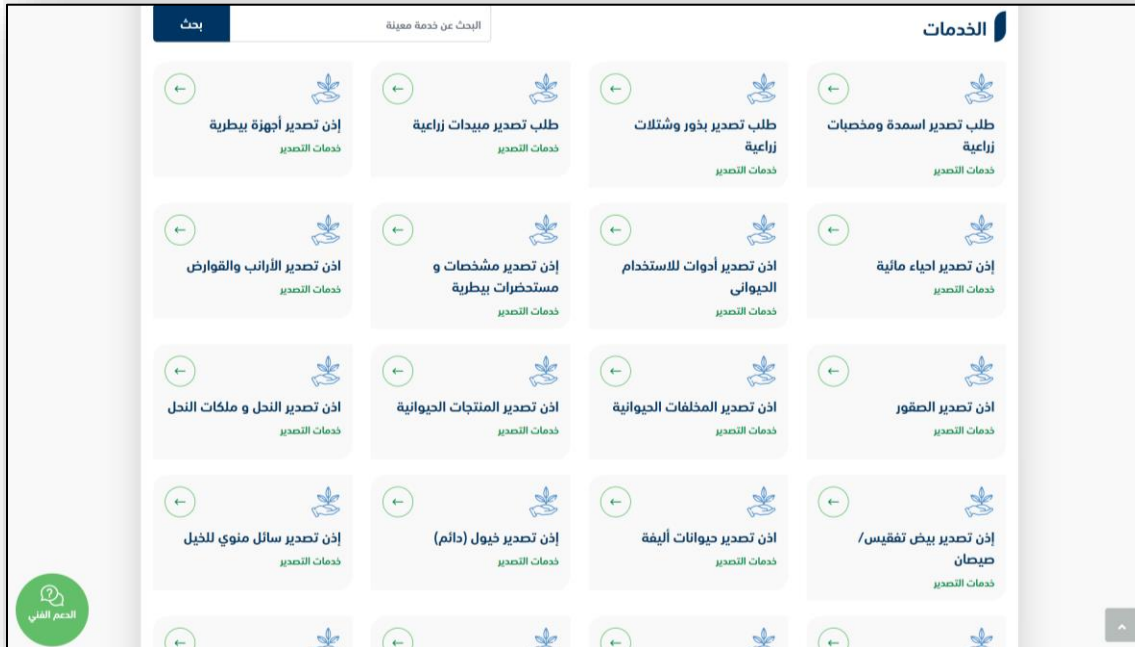 الخدمات
البحث عن خدمة معينة
بحث
طلب تصدير اسمدة ومخصبات
زراعية
خدمات التصدير
طلب تصدير بذور وشتلات
زراعية
خدمات التصدير
طلب تصدير مبيدات زراعية
خدمات التصدير
إذن تصدير أجهزة بيطرية
خدمات التصدير
إذن تصدير احياء مائية
خدمات التصدير
اذن تصدير أدوات للاستخدام
الحيواني
خدمات التصدير
إذن تصدير مشخصات و
مستحضرات بيطرية
خدمات التصدير
اذن تصدير الأرانب والقوارض
خدمات التصدير
اذن تصدير الصقور
خدمات التصدير
اذن تصدير المخلفات الحيوانية
خدمات التصدير
اذن تصدير المنتجات الحيوانية
خدمات التصدير
اذن تصدير النحل و ملكات النحل
خدمات التصدير
إذن تصدير بيض تفقيس/
صيصان
خدمات التصدير
اذن تصدير حيوانات أليفة
خدمات التصدير
إذن تصدير خيول (دائم)
خدمات التصدير
إذن تصدير سائل منوي للخيل
خدمات التصدير
الدعم الفني